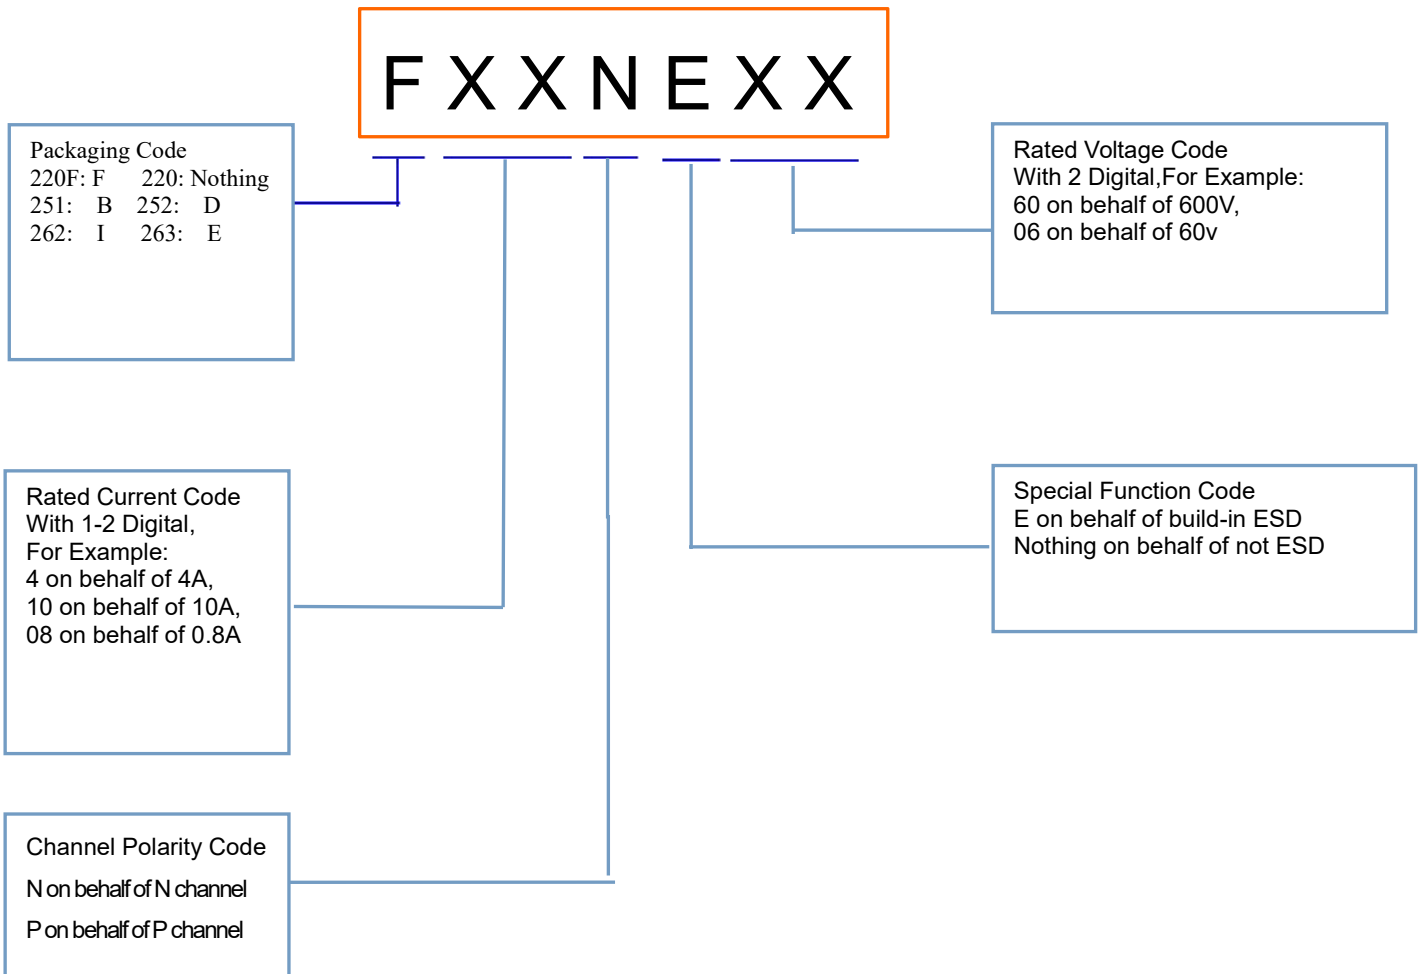 FXXNEXX
Packaging Code
220F: F 220: Nothing
251: B 252: D
262: I 263: E
Rated Voltage Code
With 2 Digital,For Example:
60 on behalf of 600V,
06 on behalf of 60v
Rated Current Code
With 1-2 Digital,
For Example:
4 on behalf of 4A,
10 on behalf of 10A,
08 on behalf of 0.8A
Special Function Code
E on behalf of build-in ESD
Nothing on behalf of not ESD
Channel Polarity Code
N on behalf of N channel
P on behalf of P channel